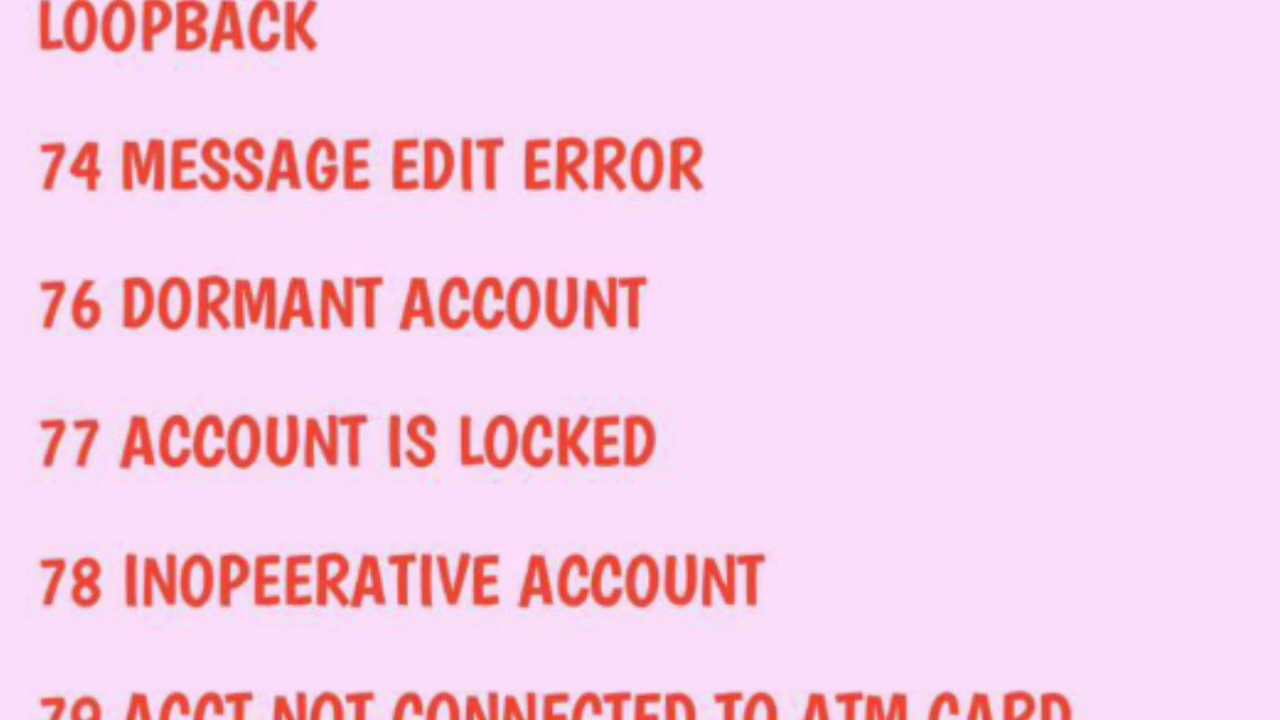 LOOPBACK
74 MESSAGE EDIT ERROR
76 DORMANT ACCOUNT
77 ACCOUNT IS LOCKED
78 INOPEERATIVE ACCOUNT
79 ACCT NOT CONNECTED TO ATM CARD